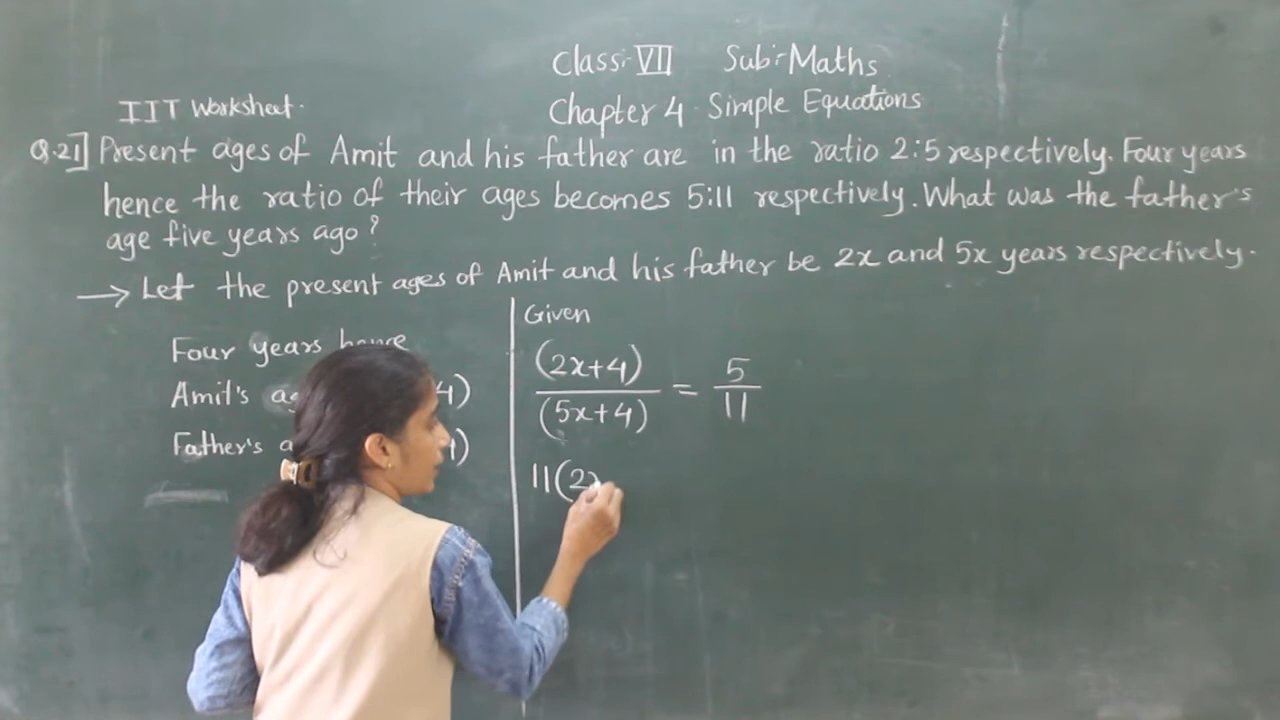 Class:- VII Sub:- Maths
IIT Worksheet. Chapter 4. Simple Equations
Q.21] Present ages of Amit and his father are in the ratio 2:5 respectively. Four years
hence the ratio of their ages becomes 5:11 respectively. What was the father's
age five years ago?
→ Let the present ages of Amit and his father be 2x and 5x years respectively.
Four years hence
Amit's
Father's
Given
(2x+4)/(5x+4) = 5/11
11(2